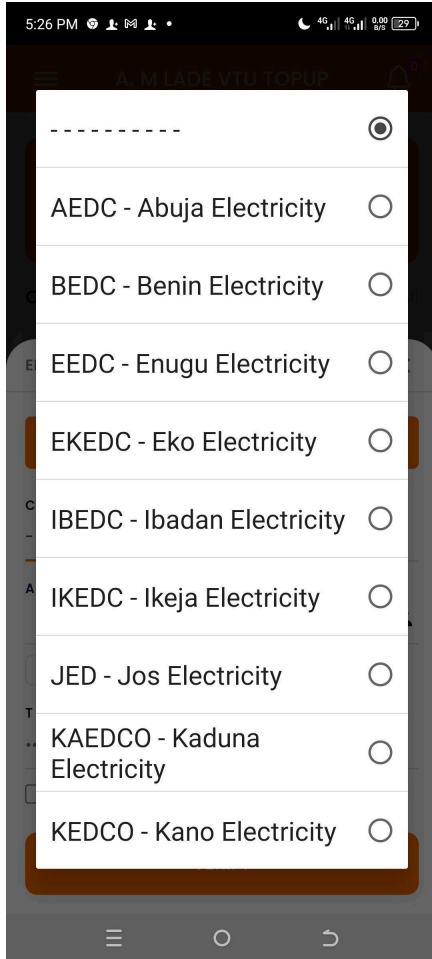 5:26 PM
4G 4G 0.00 B/S 29
A. M LADE VTU TOPUP
- - - - - - - - - -
AEDC - Abuja Electricity
BEDC - Benin Electricity
EEDC - Enugu Electricity
EKEDC - Eko Electricity
IBEDC - Ibadan Electricity
IKEDC - Ikeja Electricity
JED - Jos Electricity
KAEDCO - Kaduna
Electricity
KEDCO - Kano Electricity